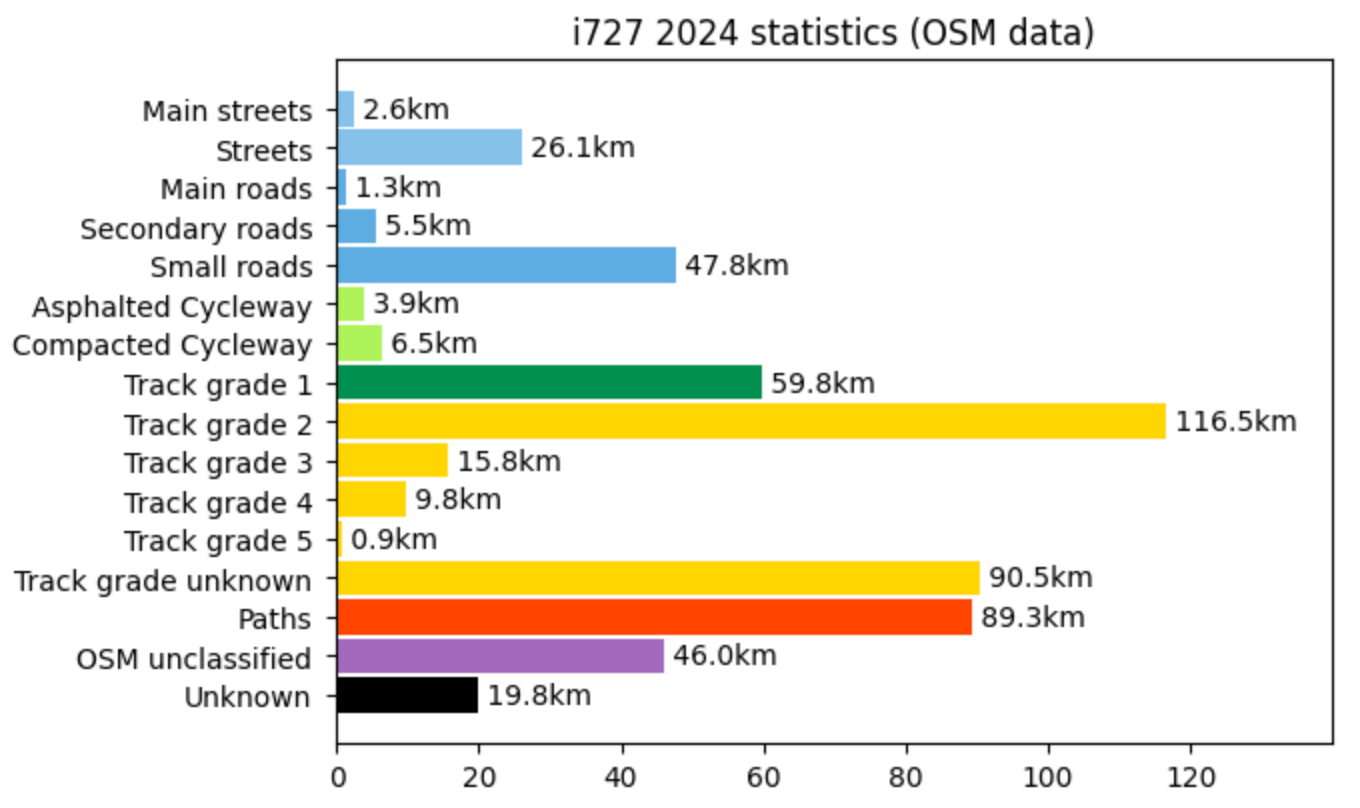 i727 2024 statistics (OSM data)
Main streets 2.6km
Streets 26.1km
Main roads 1.3km
Secondary roads 5.5km
Small roads 47.8km
Asphalted Cycleway 3.9km
Compacted Cycleway 6.5km
Track grade 1 59.8km
Track grade 2 116.5km
Track grade 3 15.8km
Track grade 4 9.8km
Track grade 5 0.9km
Track grade unknown 90.5km
Paths 89.3km
OSM unclassified 46.0km
Unknown 19.8km
0 20 40 60 80 100 120